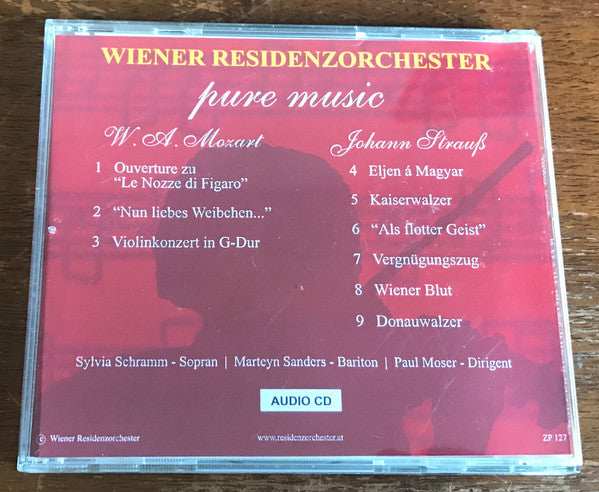 WIENER RESIDENZORCHESTER
pure music
W. A. Mozart
1 Ouverture zu
"Le Nozze di Figaro"
2 "Nun liebes Weibchen..."
3 Violinkonzert in G-Dur
Johann Strauß
4 Eljen á Magyar
5 Kaiserwalzer
6 "Als flotter Geist"
7 Vergnügungszug
8 Wiener Blut
9 Donauwalzer
Sylvia Schramm - Sopran | Marteyn Sanders - Bariton | Paul Moser - Dirigent
AUDIO CD
© Wiener Residenzorchester
www.residenzorchester.at
ZP 127